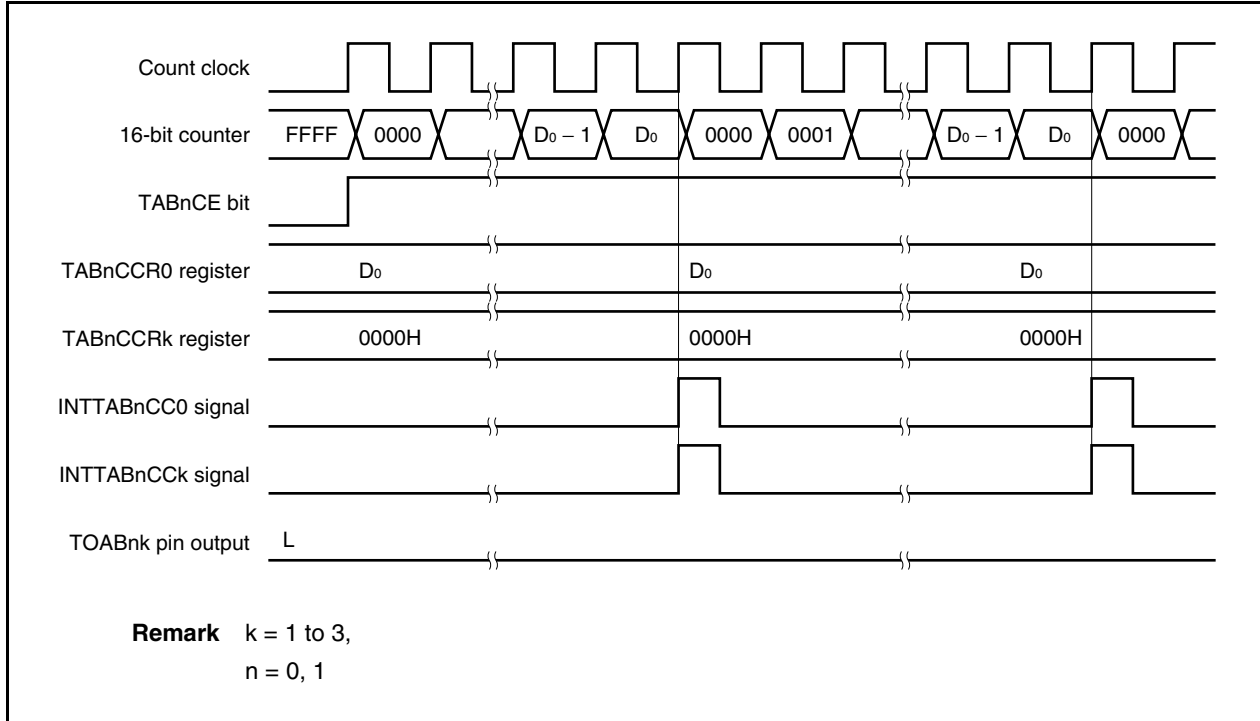 Count clock
16-bit counter FFFF 0000 D0 − 1 D0 0000 0001 D0 − 1 D0 0000
TABnCE bit
TABnCCR0 register D0 D0 D0
TABnCCRk register 0000H 0000H 0000H
INTTABnCC0 signal
INTTABnCCk signal
TOABnk pin output L
Remark k = 1 to 3,
n = 0, 1